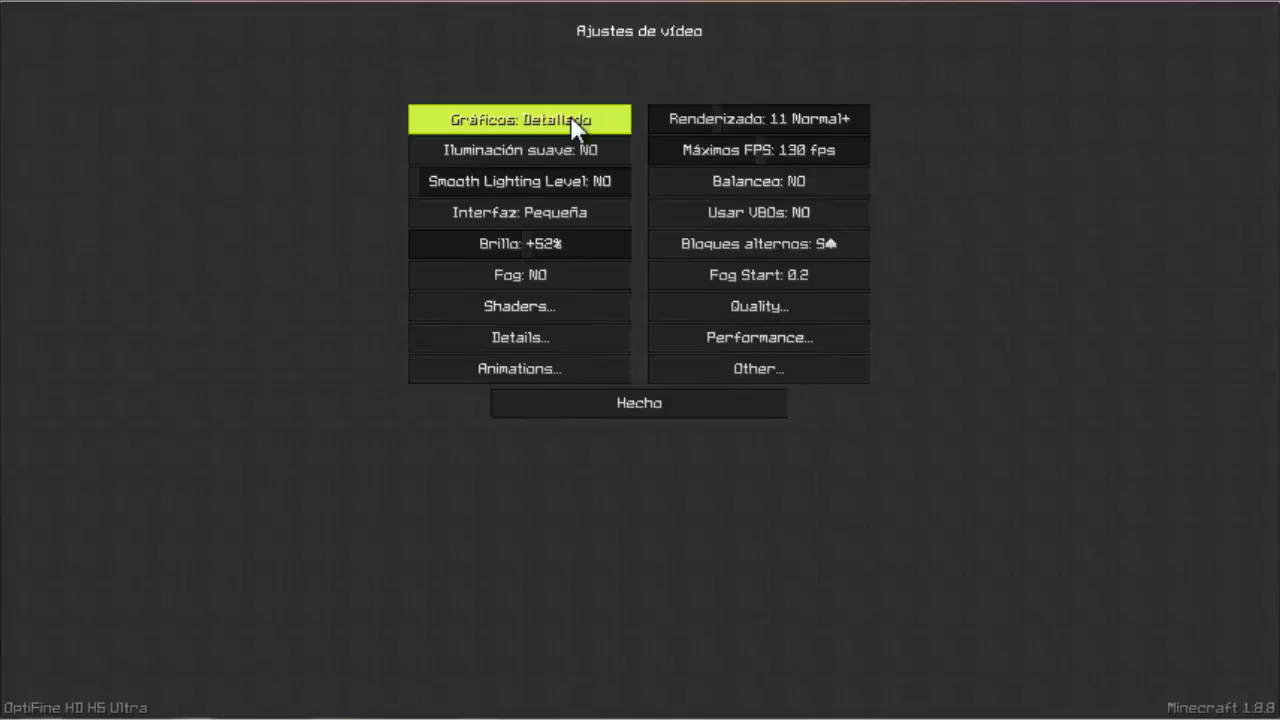 Ajustes de vídeo
Gráficos: Detallado
Renderizado: 11 Normal+
Iluminación suave: NO
Máximos FPS: 130 fps
Smooth Lighting Level: NO
Balanceo: NO
Interfaz: Pequeña
Usar VBOs: NO
Brillo: +52%
Bloques alternos: S♠
Fog: NO
Fog Start: 0.2
Shaders...
Quality...
Details...
Performance...
Animations...
Other...
Hecho
OptiFine HD H5 Ultra
Minecraft 1.8.8